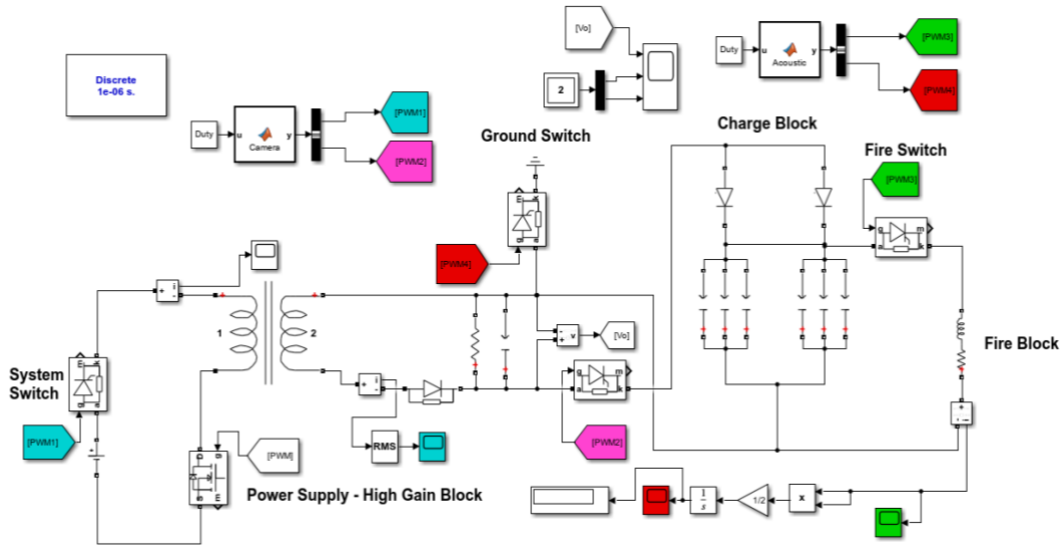 Discrete
1e-06 s.
Duty
u
y
Camera
[PWM1]
[PWM2]
[Vo]
2
Duty
u
y
Acoustic
[PWM3]
[PWM4]
Ground Switch
Charge Block
Fire Switch
[PWM3]
g
m
a
k
m
k
g
a
[PWM4]
i
+
-
1
2
+
+
-
+
v
[Vo]
g
m
a
k
Fire Block
System
Switch
m
k
g
a
[PWM1]
+
i
+
-
RMS
[PWM2]
[PWM]
D
g
S
m
Power Supply - High Gain Block
+
i
-
1
s
1/2
x